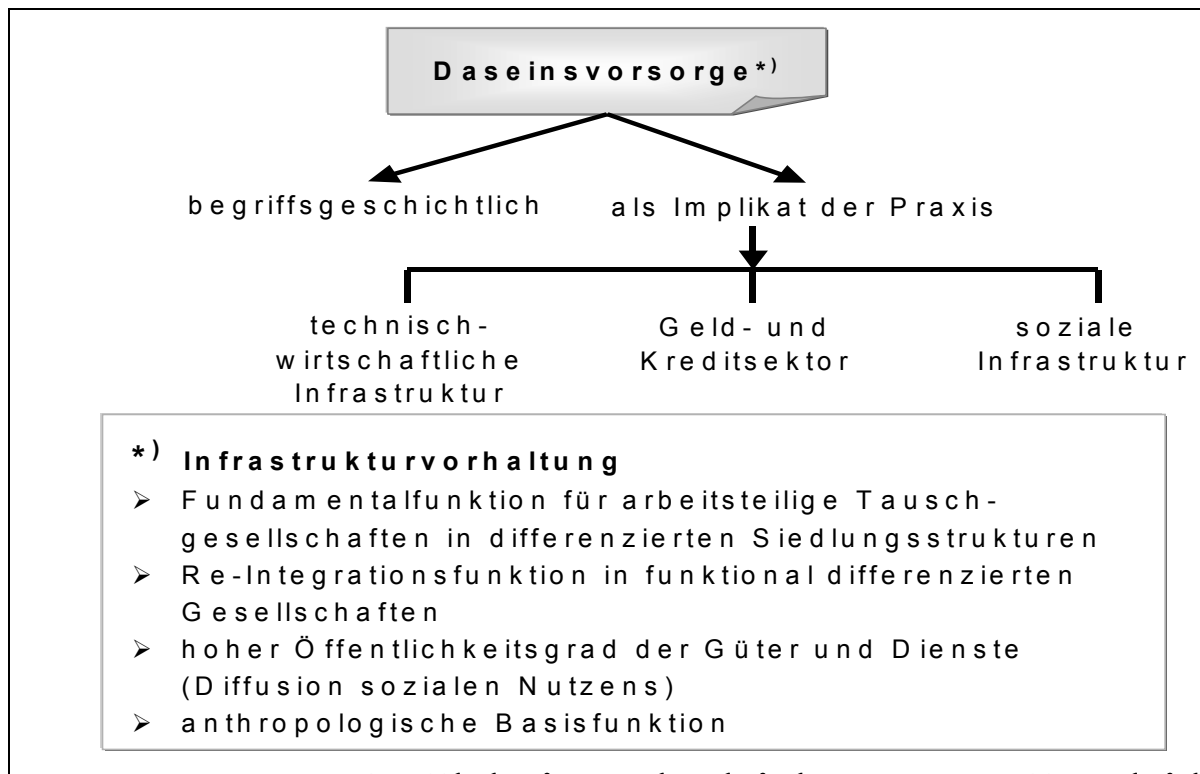 Daseinsvorsorge*)
begriffsgeschichtlich
als Implikat der Praxis
technisch-
wirtschaftliche
Infrastruktur
Geld- und
Kreditsektor
soziale
Infrastruktur
*) Infrastrukturvorhaltung
➢ Fundamentalfunktion für arbeitsteilige Tausch-
gesellschaften in differenzierten Siedlungsstrukturen
➢ Re-Integrationsfunktion in funktional differenzierten
Gesellschaften
➢ hoher Öffentlichkeitsgrad der Güter und Dienste
(Diffusion sozialen Nutzens)
➢ anthropologische Basisfunktion